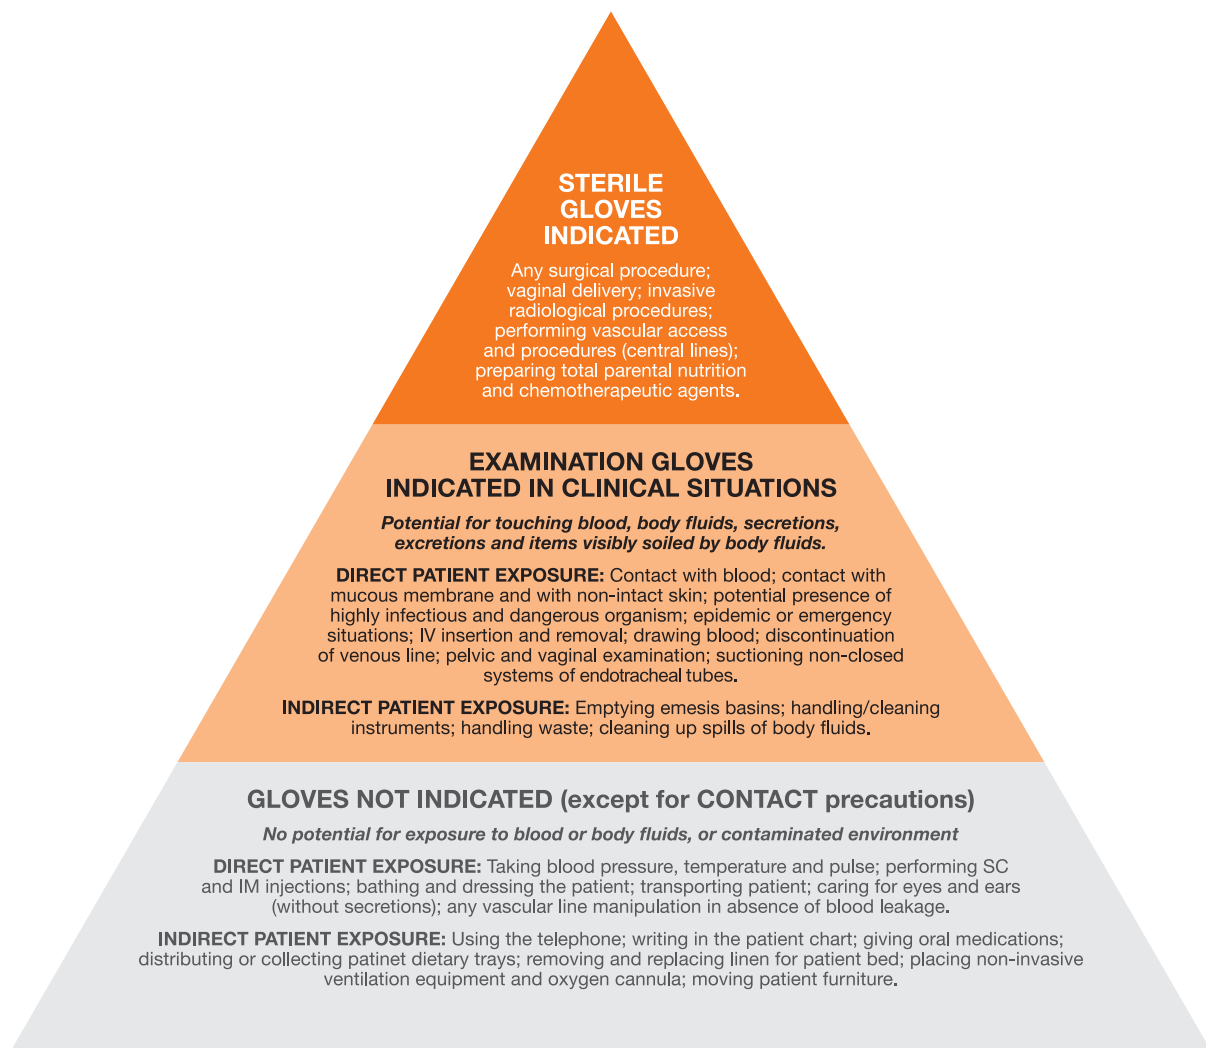 STERILE
GLOVES
INDICATED
Any surgical procedure;
vaginal delivery; invasive
radiological procedures;
performing vascular access
and procedures (central lines);
preparing total parental nutrition
and chemotherapeutic agents.
EXAMINATION GLOVES
INDICATED IN CLINICAL SITUATIONS
Potential for touching blood, body fluids, secretions,
excretions and items visibly soiled by body fluids.
DIRECT PATIENT EXPOSURE: Contact with blood; contact with
mucous membrane and with non-intact skin; potential presence of
highly infectious and dangerous organism; epidemic or emergency
situations; IV insertion and removal; drawing blood; discontinuation
of venous line; pelvic and vaginal examination; suctioning non-closed
systems of endotracheal tubes.
INDIRECT PATIENT EXPOSURE: Emptying emesis basins; handling/cleaning
instruments; handling waste; cleaning up spills of body fluids.
GLOVES NOT INDICATED (except for CONTACT precautions)
No potential for exposure to blood or body fluids, or contaminated environment
DIRECT PATIENT EXPOSURE: Taking blood pressure, temperature and pulse; performing SC
and IM injections; bathing and dressing the patient; transporting patient; caring for eyes and ears
(without secretions); any vascular line manipulation in absence of blood leakage.
INDIRECT PATIENT EXPOSURE: Using the telephone; writing in the patient chart; giving oral medications;
distributing or collecting patinet dietary trays; removing and replacing linen for patient bed; placing non-invasive
ventilation equipment and oxygen cannula; moving patient furniture.